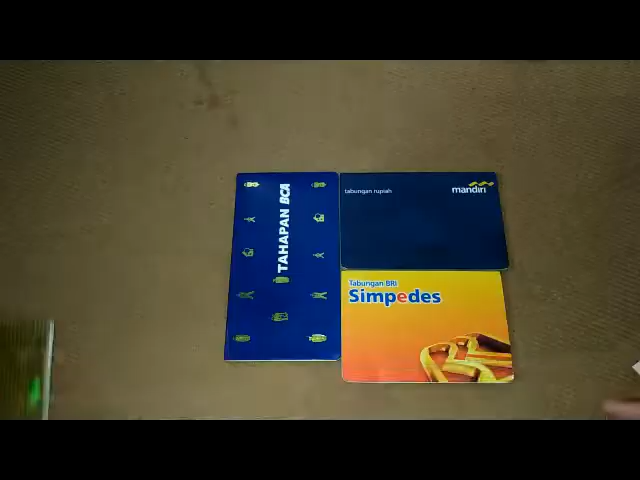 TAHAPAN BCA
tabungan rupiah
mandiri
Tabungan BRI
Simpedes